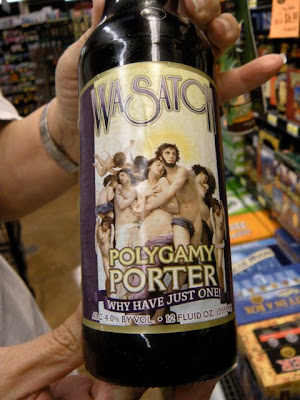 WASATCH
POLYGAMY
PORTER
WHY HAVE JUST ONE!
ALC. 4.0% BY VOL. • 12 FLUID OZ.